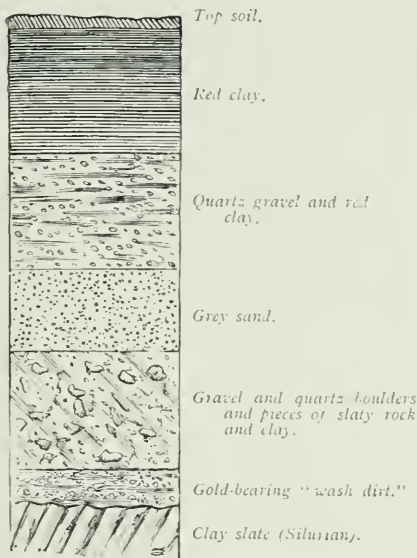 Top soil.
Red clay.
Quartz gravel and red
clay.
Grey sand.
Gravel and quartz boulders
and pieces of slaty rock
and clay.
Gold-bearing "wash dirt."
Clay slate (Silurian).